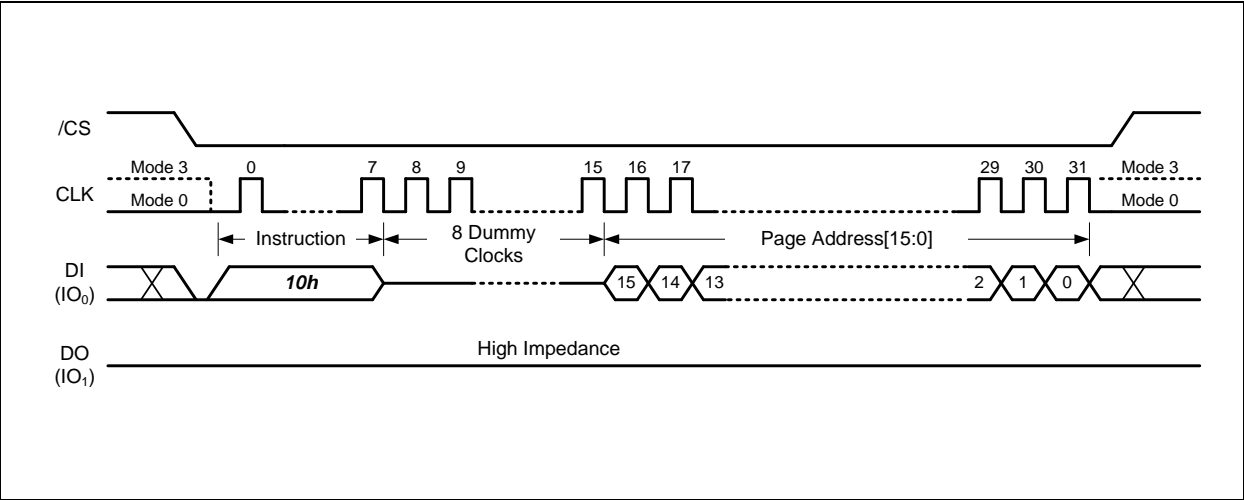 /CS
Mode 3 0 7 8 9 15 16 17 29 30 31 Mode 3
CLK
Mode 0 Mode 0
Instruction 8 Dummy Clocks Page Address[15:0]
DI
(IO₀)
10h 15 14 13 2 1 0
High Impedance
DO
(IO₁)